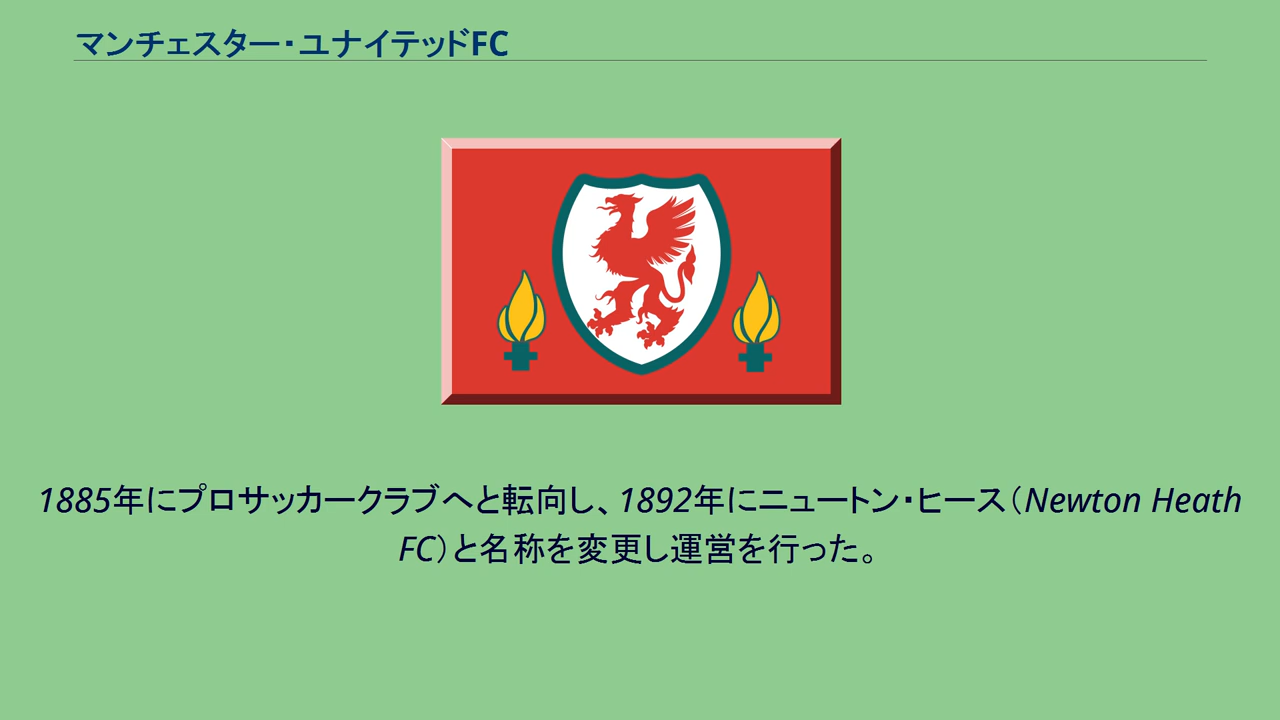 マンチェスター・ユナイテッドFC
1885年にプロサッカークラブへと転向し、1892年にニュートン・ヒース（Newton Heath
FC）と名称を変更し運営を行った。